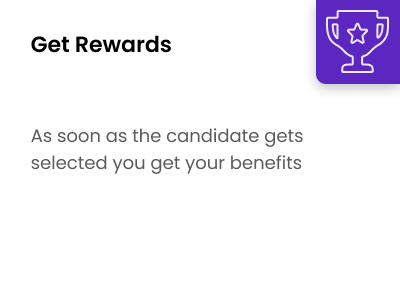 Get Rewards
As soon as the candidate gets
selected you get your benefits